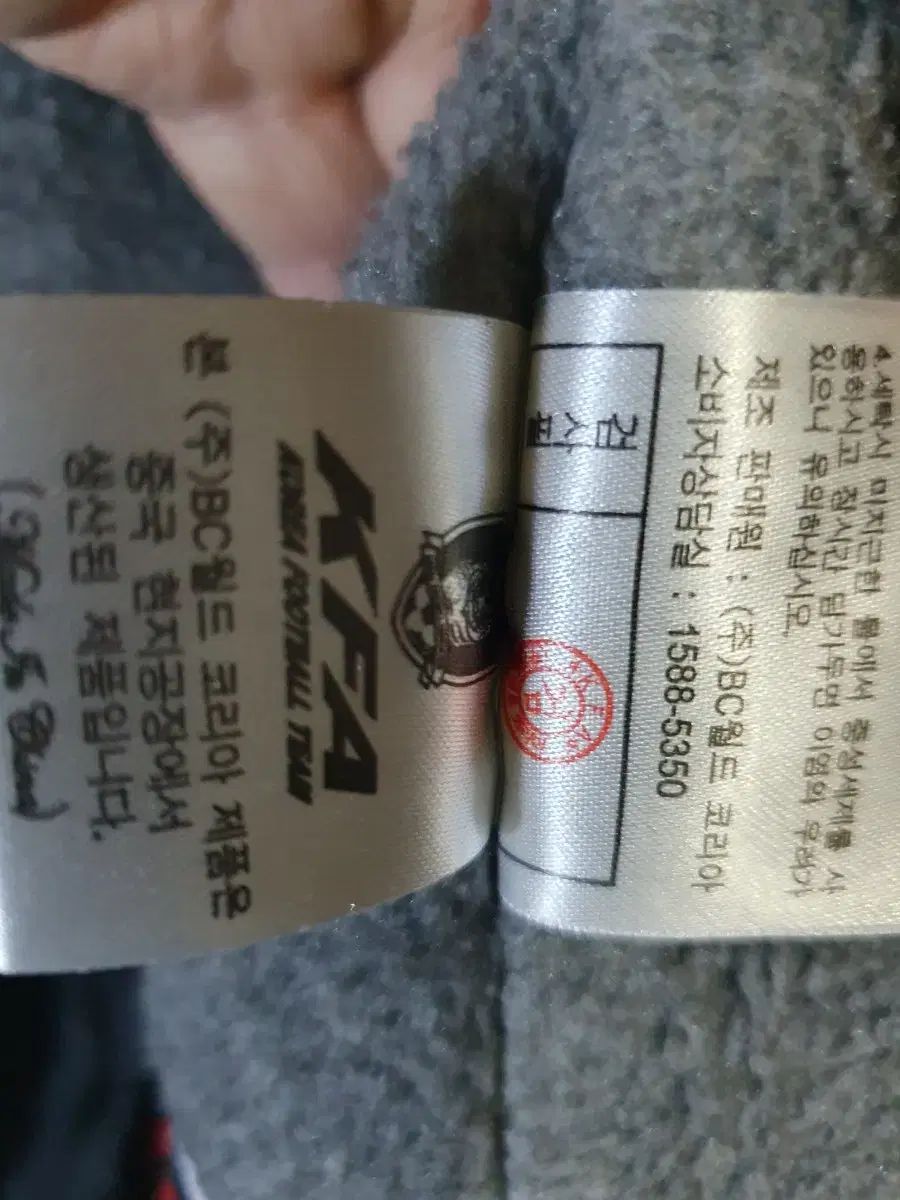 4.세탁시 미지근한 물에서 중성세제를 사
용하시고 장시간 담가두면 이염의 우려가
있으니 유의하십시요.
제조 판매원 : (주)BC월드 코리아
소비자상담실 : 1588-5350
검사필
KFA
KOREA FOOTBALL TEAM
본 (주)BC월드 코리아 제품은
중국 현지공장에서
생산된 제품입니다.